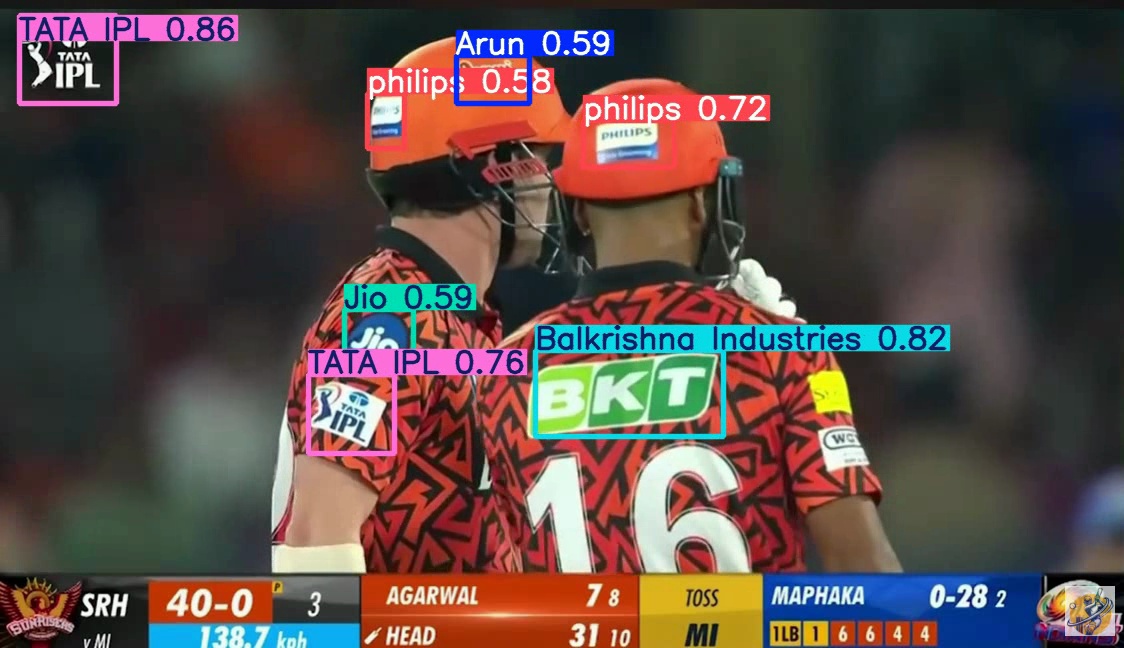 TATA IPL 0.86
TATA
IPL
Arun 0.59
philips 0.58
philips 0.72
PHILIPS
Jio 0.59
Jio
TATA IPL 0.76
TATA
IPL
Balkrishna Industries 0.82
BKT
16
SRH
v MI
40-0
P
3
138.7 kph
AGARWAL 7 8
HEAD 31 10
TOSS
MI
MAPHAKA 0-28 2
1LB 1 6 6 4 4
SUNRISERS